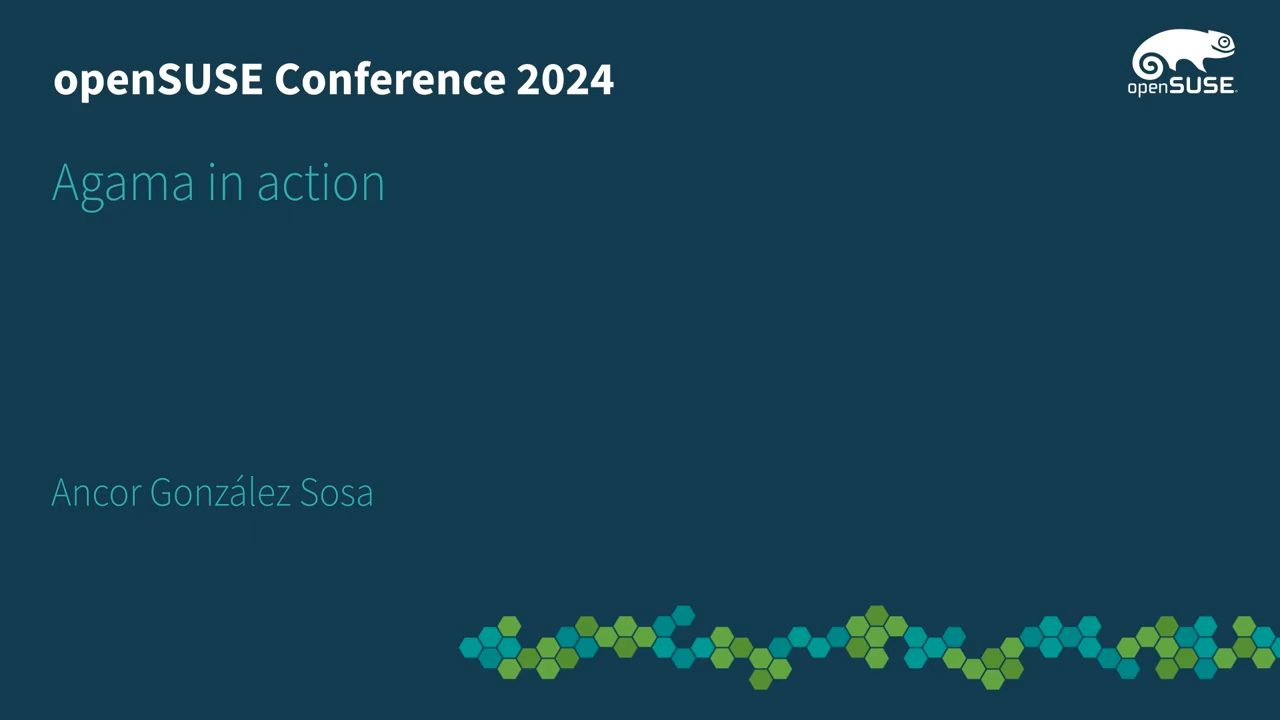 openSUSE Conference 2024
openSUSE
Agama in action
Ancor González Sosa